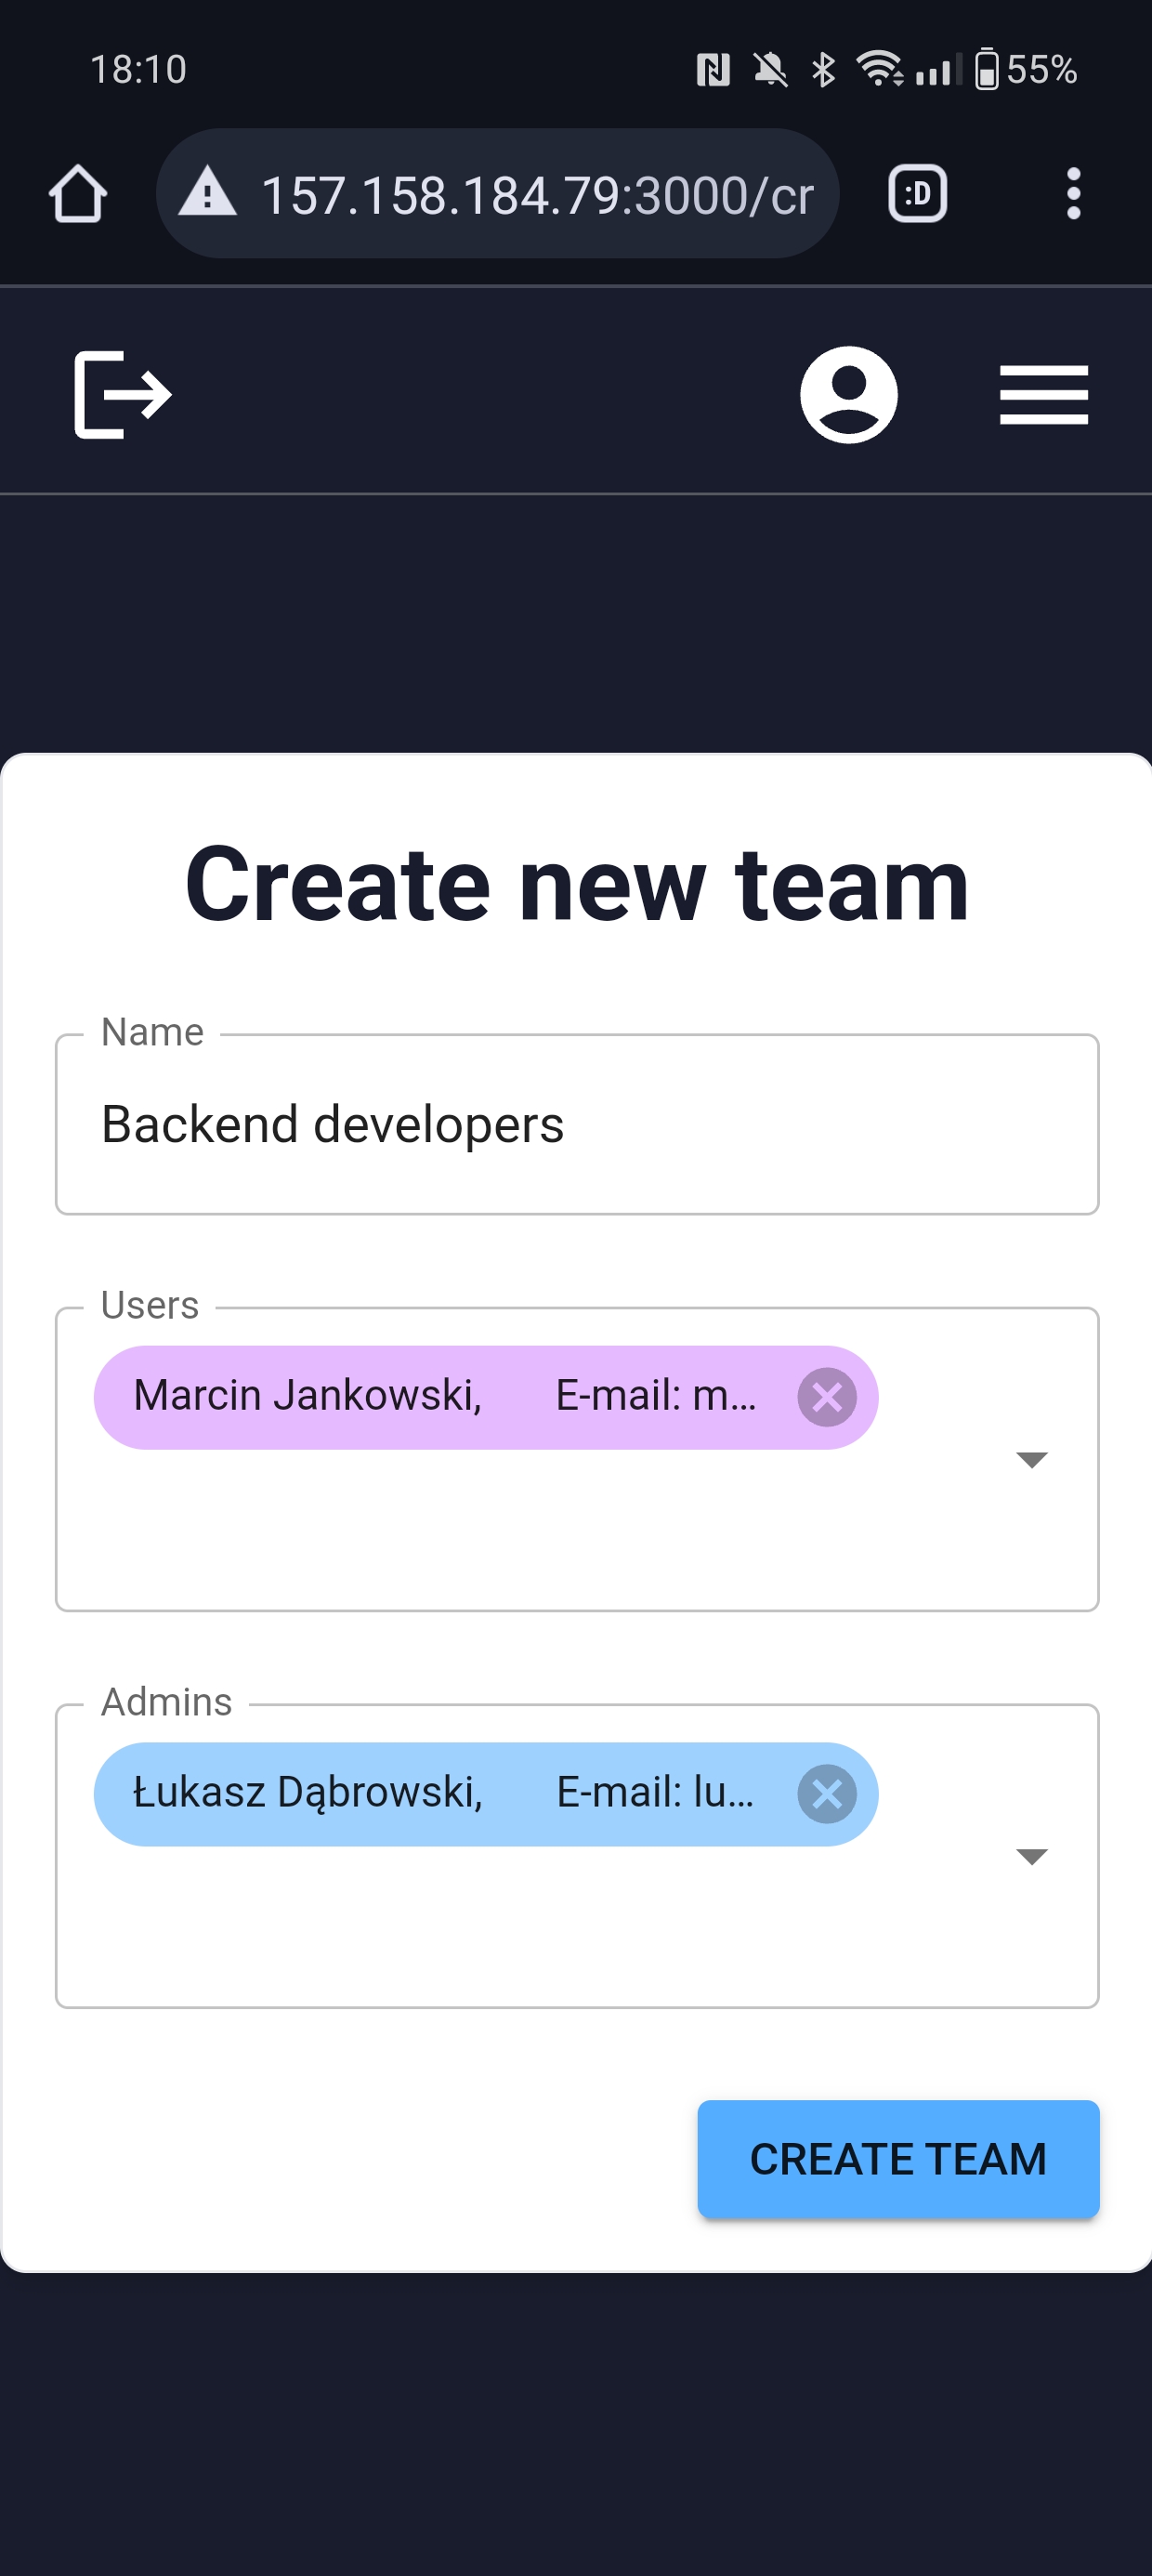 18:10 55%
157.158.184.79:3000/cr :D
Create new team
Name
Backend developers
Users
Marcin Jankowski, E-mail: m...
Admins
Łukasz Dąbrowski, E-mail: lu...
CREATE TEAM